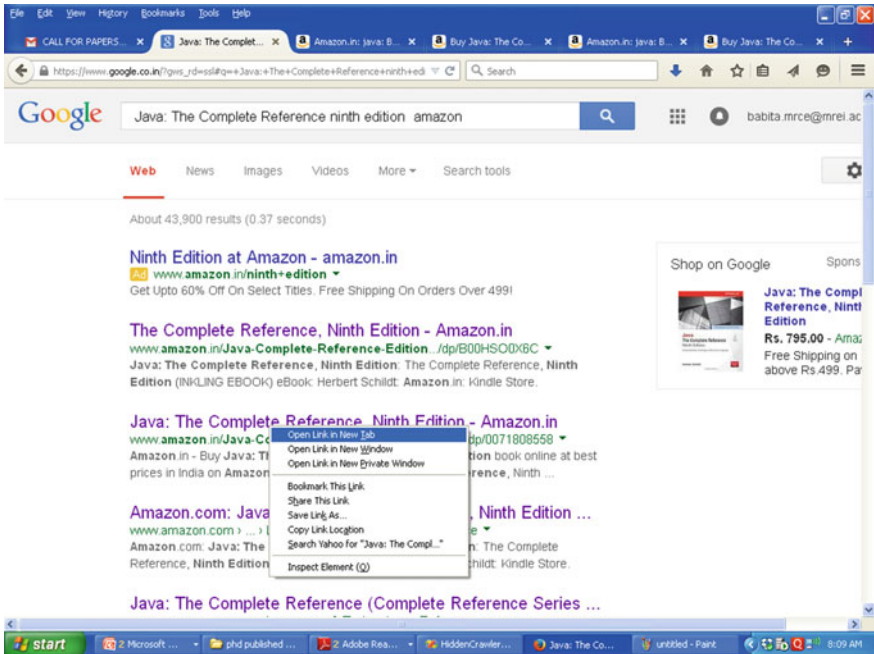 File Edit View History Bookmarks Tools Help
CALL FOR PAPERS... × Java: The Complet... × Amazon.in: java: B... × Buy Java: The Co... × Amazon.in: java: B... × Buy Java: The Co... × +
https://www.google.co.in/?gws_rd=ssl#q=+Java:+The+Complete+Reference+ninth+edi Search
Google Java: The Complete Reference ninth edition amazon babita.mrce@mrei.ac
Web News Images Videos More Search tools
About 43,900 results (0.37 seconds)
Ninth Edition at Amazon - amazon.in
Ad www.amazon.in/ninth+edition
Get Upto 60% Off On Select Titles. Free Shipping On Orders Over 499!
The Complete Reference, Ninth Edition - Amazon.in
www.amazon.in/Java-Complete-Reference-Edition.../dp/B00HSO0X6C
Java: The Complete Reference, Ninth Edition: The Complete Reference, Ninth
Edition (INKLING EBOOK) eBook: Herbert Schildt: Amazon.in: Kindle Store.
Java: The Complete Reference, Ninth Edition - Amazon.in
www.amazon.in/Java-Co dp/0071808558
Amazon.in - Buy Java: Th tion book online at best
prices in India on Amazon rence, Ninth ...
Amazon.com: Java , Ninth Edition ...
www.amazon.com › ... › L e
Amazon.com: Java: The n: The Complete
Reference, Ninth Edition childt: Kindle Store.
Java: The Complete Reference (Complete Reference Series ...
Open Link in New Tab
Open Link in New Window
Open Link in New Private Window
Bookmark This Link
Share This Link
Save Link As...
Copy Link Location
Search Yahoo for "Java: The Compl..."
Inspect Element (Q)
Shop on Google Spons
Java: The Compl
Reference, Ninth
Edition
Rs. 795.00 - Amaz
Free Shipping on
above Rs.499. Pa
start 2 Microsoft ... phd published ... 2 Adobe Rea... HiddenCrawler... Java: The Co... untitled - Paint 8:09 AM